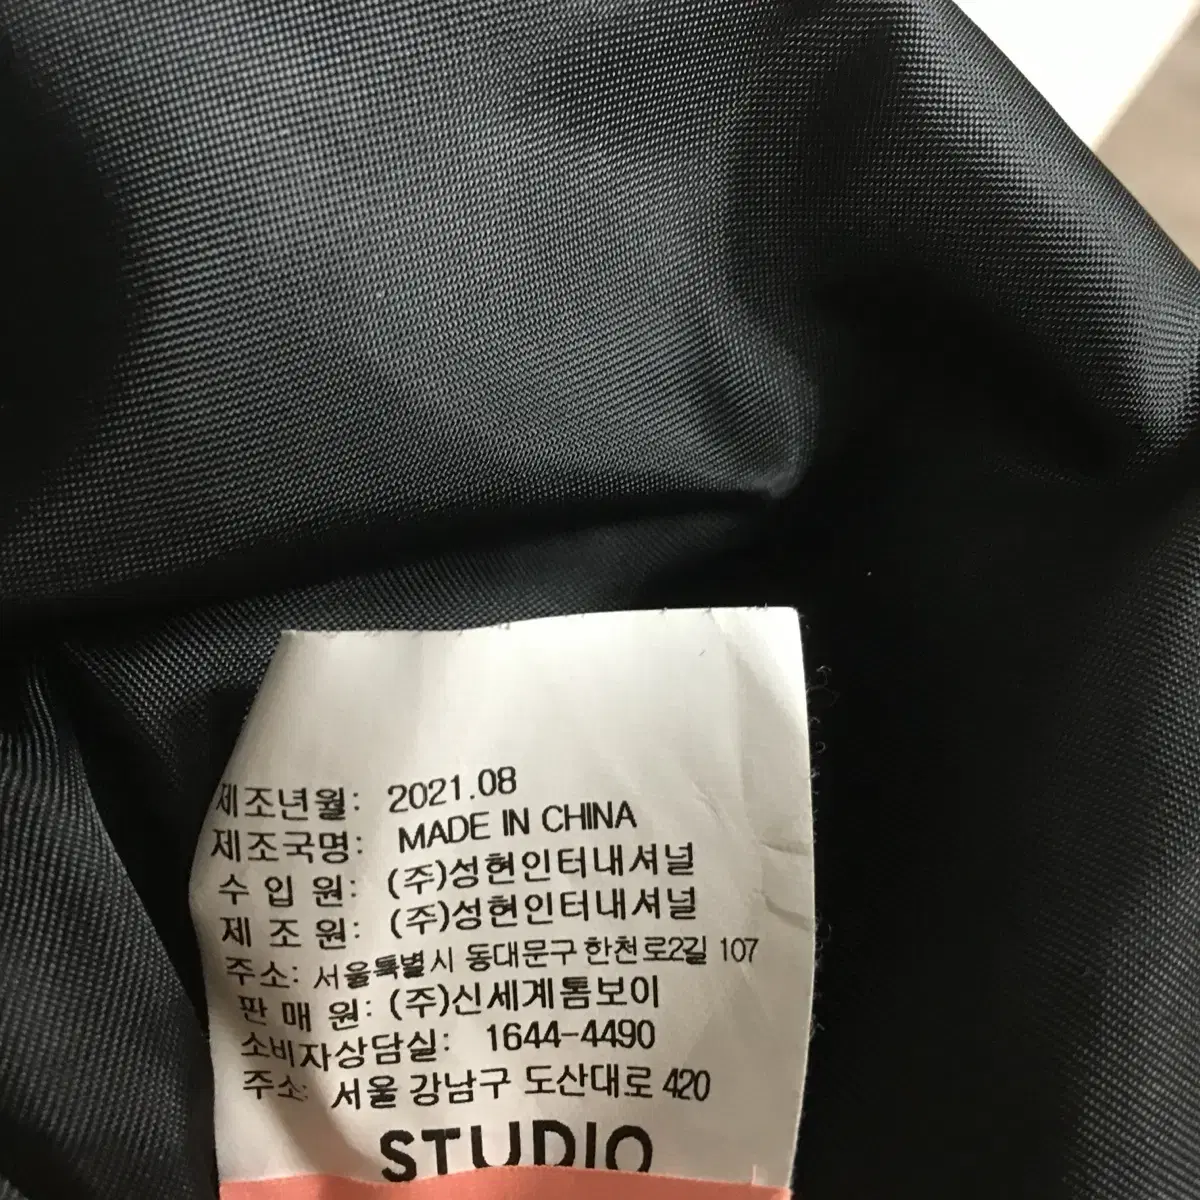 제조년월: 2021.08
제조국명: MADE IN CHINA
수 입 원: (주)성현인터내셔널
제 조 원: (주)성현인터내셔널
주소: 서울특별시 동대문구 한천로2길 107
판 매 원: (주)신세계톰보이
소비자상담실: 1644-4490
주소: 서울 강남구 도산대로 420
STUDIO